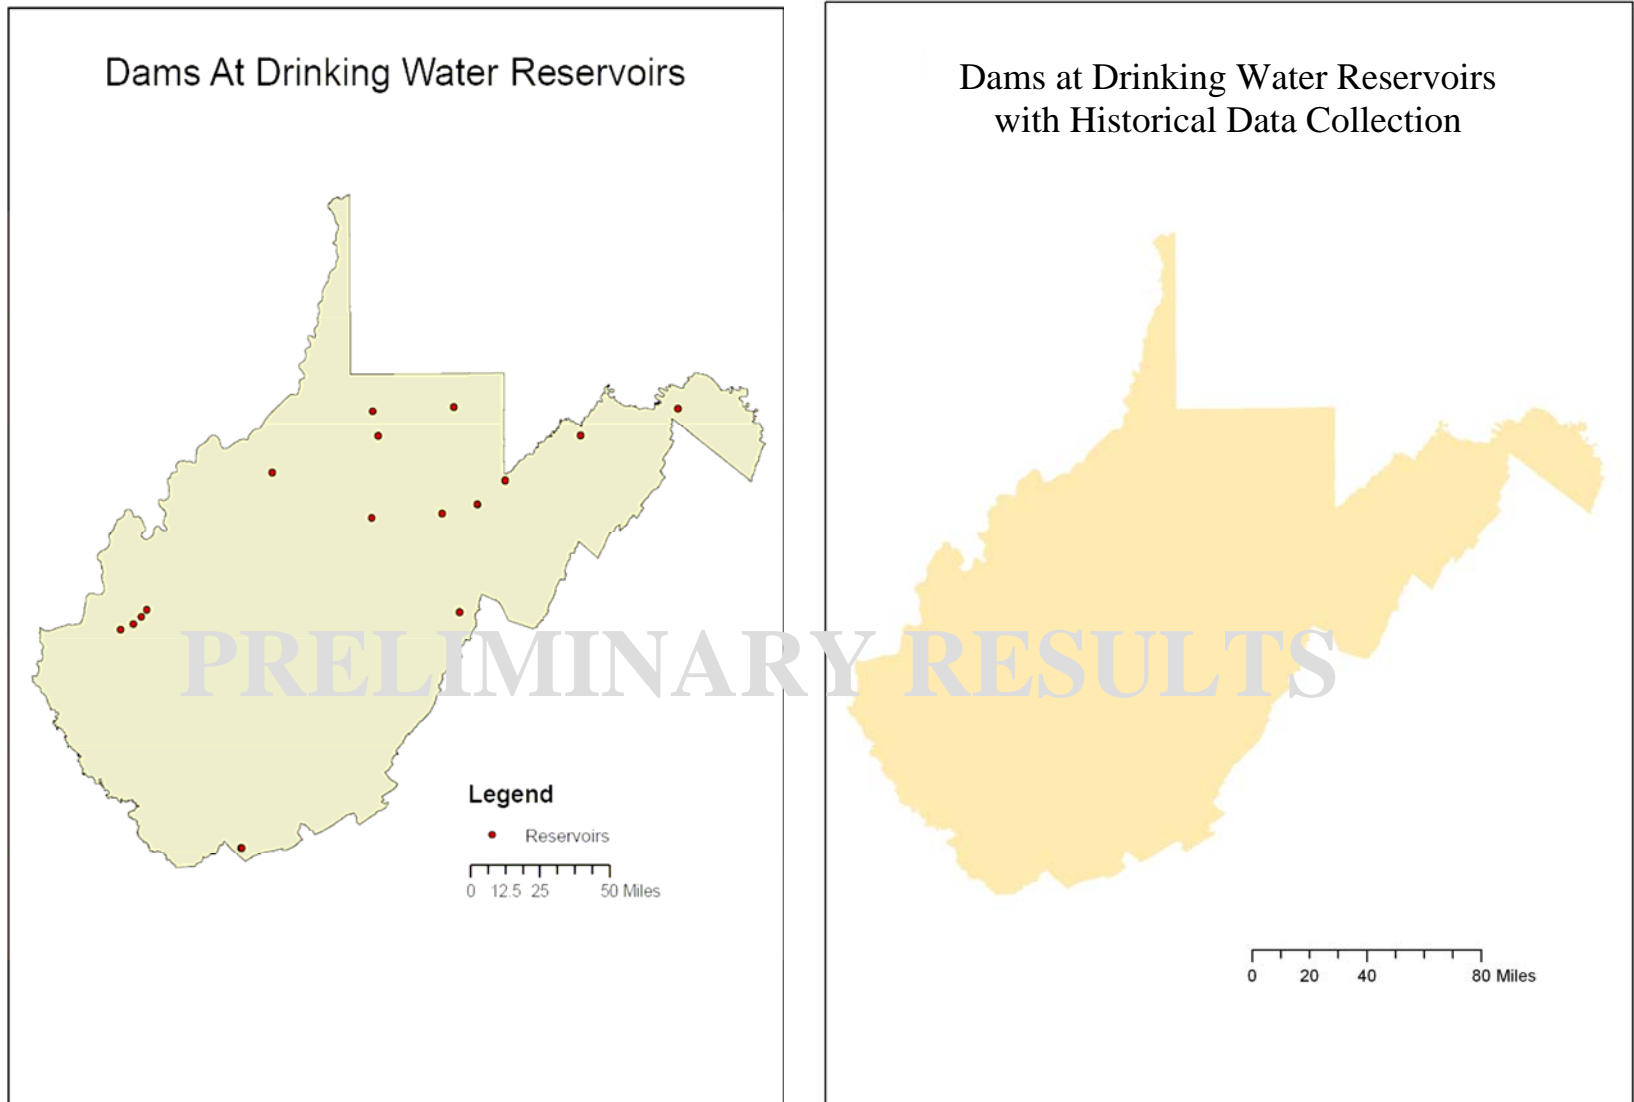 Dams At Drinking Water Reservoirs
Legend
Reservoirs
0 12.5 25 50 Miles
Dams at Drinking Water Reservoirs
with Historical Data Collection
0 20 40 80 Miles
PRELIMINARY RESULTS